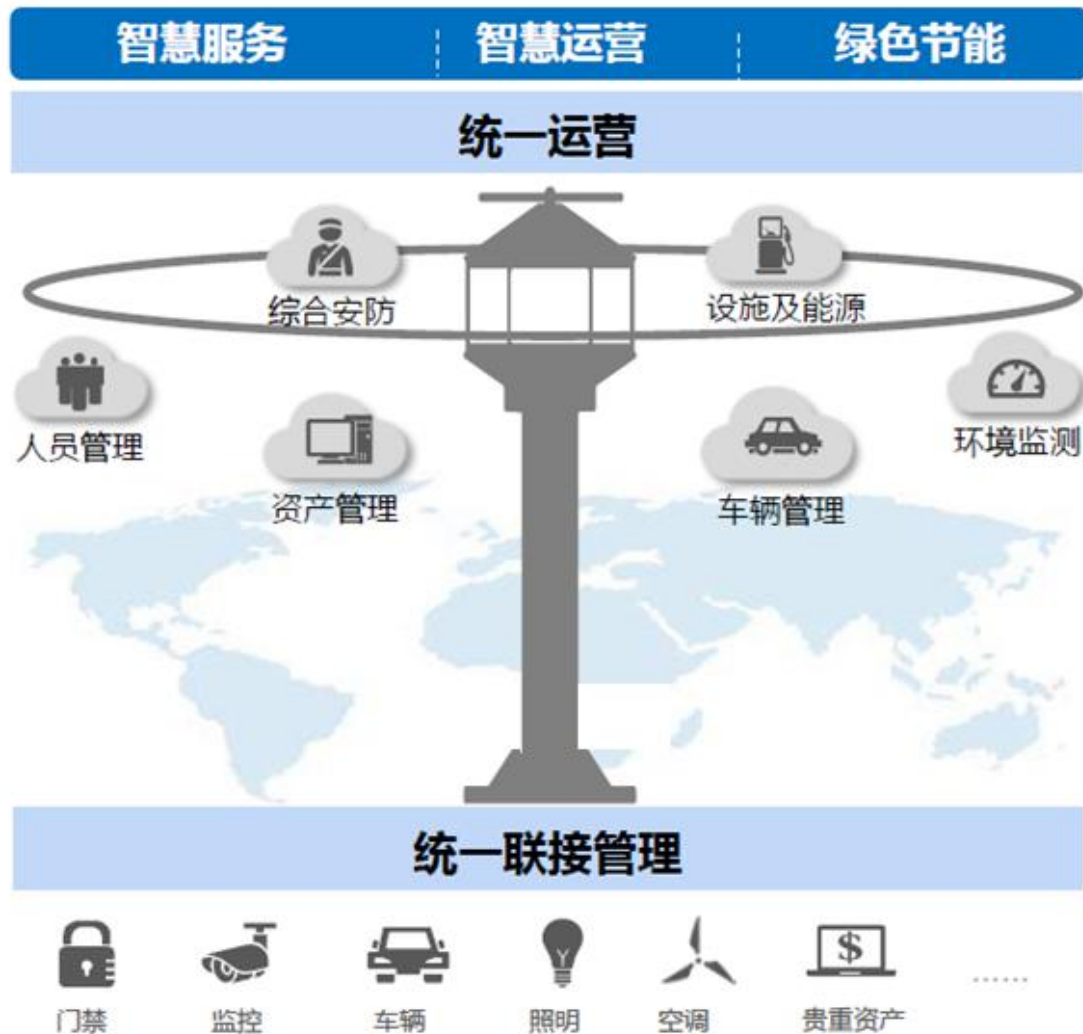 智慧服务 智慧运营 绿色节能
统一运营
综合安防 设施及能源
人员管理 环境监测
资产管理 车辆管理
统一联接管理
$
门禁 监控 车辆 照明 空调 贵重资产 ......